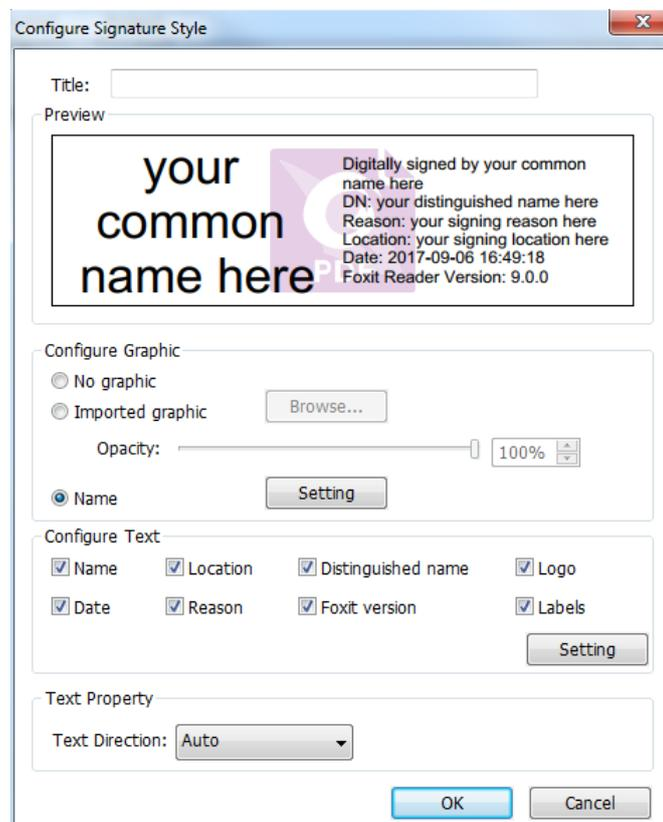 Configure Signature Style
Title:
Preview
your
common
name here
Digitally signed by your common
name here
DN: your distinguished name here
Reason: your signing reason here
Location: your signing location here
Date: 2017-09-06 16:49:18
Foxit Reader Version: 9.0.0
PDF
Configure Graphic
No graphic
Imported graphic
Browse...
Opacity:
100%
Name
Setting
Configure Text
Name
Location
Distinguished name
Logo
Date
Reason
Foxit version
Labels
Setting
Text Property
Text Direction:
Auto
OK
Cancel